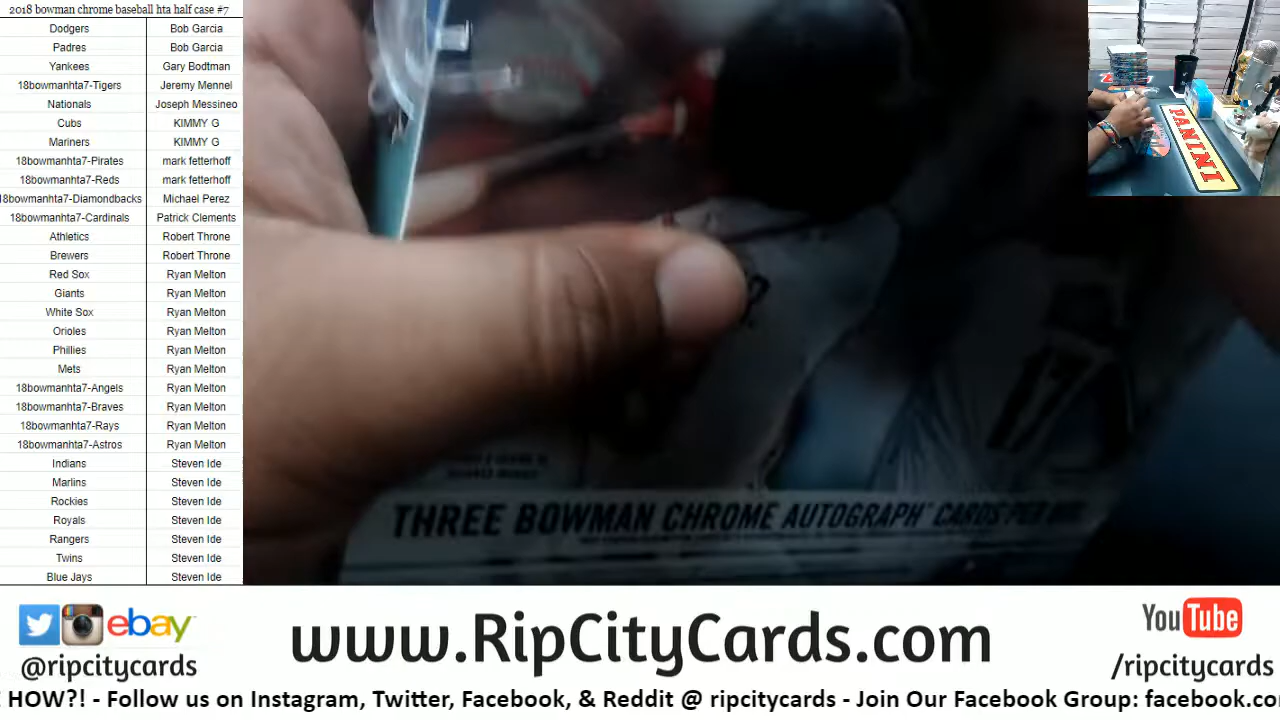 2018 bowman chrome baseball hta half case #7
Dodgers Bob Garcia
Padres Bob Garcia
Yankees Gary Bodtman
18bowmanhta7-Tigers Jeremy Mennel
Nationals Joseph Messineo
Cubs KIMMY G
Mariners KIMMY G
18bowmanhta7-Pirates mark fetterhoff
18bowmanhta7-Reds mark fetterhoff
18bowmanhta7-Diamondbacks Michael Perez
18bowmanhta7-Cardinals Patrick Clements
Athletics Robert Throne
Brewers Robert Throne
Red Sox Ryan Melton
Giants Ryan Melton
White Sox Ryan Melton
Orioles Ryan Melton
Phillies Ryan Melton
Mets Ryan Melton
18bowmanhta7-Angels Ryan Melton
18bowmanhta7-Braves Ryan Melton
18bowmanhta7-Rays Ryan Melton
18bowmanhta7-Astros Ryan Melton
Indians Steven Ide
Marlins Steven Ide
Rockies Steven Ide
Royals Steven Ide
Rangers Steven Ide
Twins Steven Ide
Blue Jays Steven Ide
PANINI
17
THREE BOWMAN CHROME AUTOGRAPH CARDS PER
ebay
@ripcitycards
www.RipCityCards.com
YouTube
/ripcitycards
HOW?! - Follow us on Instagram, Twitter, Facebook, & Reddit @ ripcitycards - Join Our Facebook Group: facebook.co